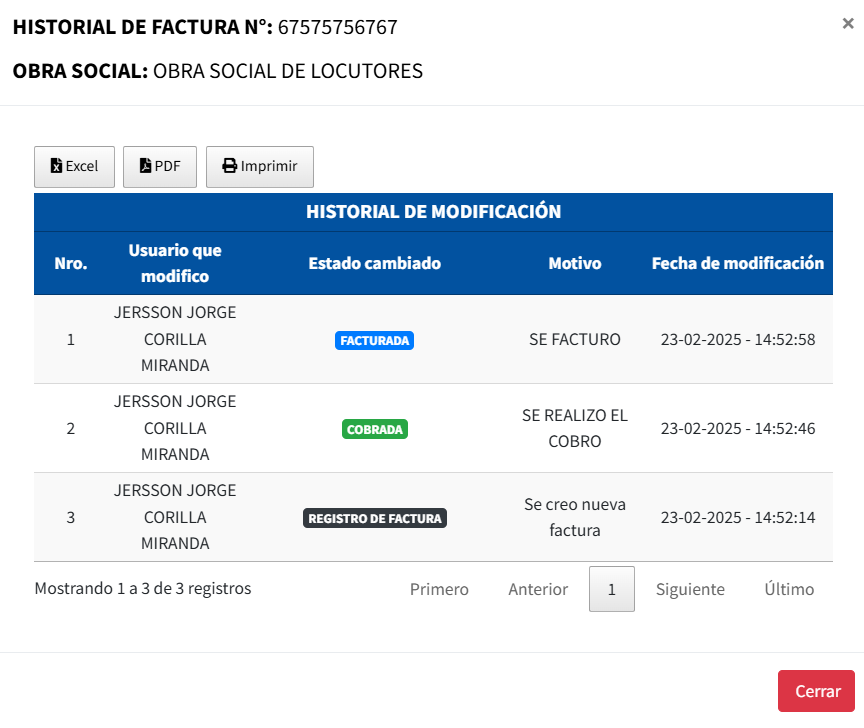 HISTORIAL DE FACTURA N°: 67575756767
×
OBRA SOCIAL: OBRA SOCIAL DE LOCUTORES
Excel
PDF
Imprimir
HISTORIAL DE MODIFICACIÓN
Nro.
Usuario que
modifico
Estado cambiado
Motivo
Fecha de modificación
1
JERSSON JORGE
CORILLA
MIRANDA
FACTURADA
SE FACTURO
23-02-2025 - 14:52:58
2
JERSSON JORGE
CORILLA
MIRANDA
COBRADA
SE REALIZO EL
COBRO
23-02-2025 - 14:52:46
3
JERSSON JORGE
CORILLA
MIRANDA
REGISTRO DE FACTURA
Se creo nueva
factura
23-02-2025 - 14:52:14
Mostrando 1 a 3 de 3 registros
Primero
Anterior
1
Siguiente
Último
Cerrar